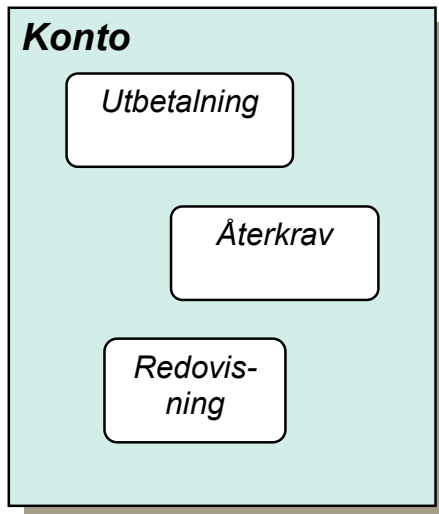 Konto
Utbetalning
Återkrav
Redovis-
ning